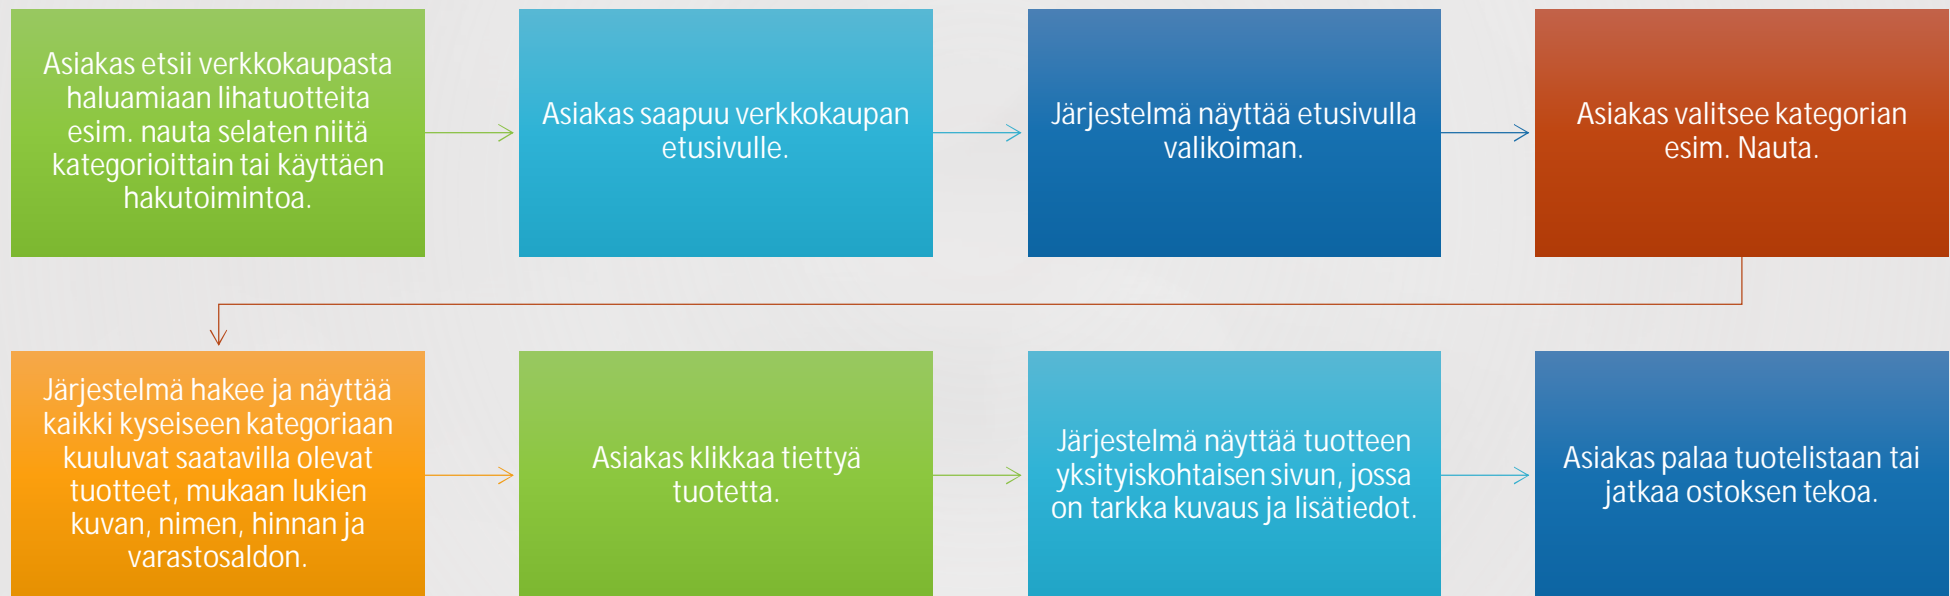 Asiakas etsii verkkokaupasta
haluamiaan lihatuotteita
esim. nauta selaten niitä
kategorioittain tai käyttäen
hakutoimintoa.
Asiakas saapuu verkkokaupan
etusivulle.
Järjestelmä näyttää etusivulla
valikoiman.
Asiakas valitsee kategorian
esim. Nauta.
Järjestelmä hakee ja näyttää
kaikki kyseiseen kategoriaan
kuuluvat saatavilla olevat
tuotteet, mukaan lukien
kuvan, nimen, hinnan ja
varastosaldon.
Asiakas klikkaa tiettyä
tuotetta.
Järjestelmä näyttää tuotteen
yksityiskohtaisen sivun, jossa
on tarkka kuvaus ja lisätiedot.
Asiakas palaa tuotelistaan tai
jatkaa ostoksen tekoa.